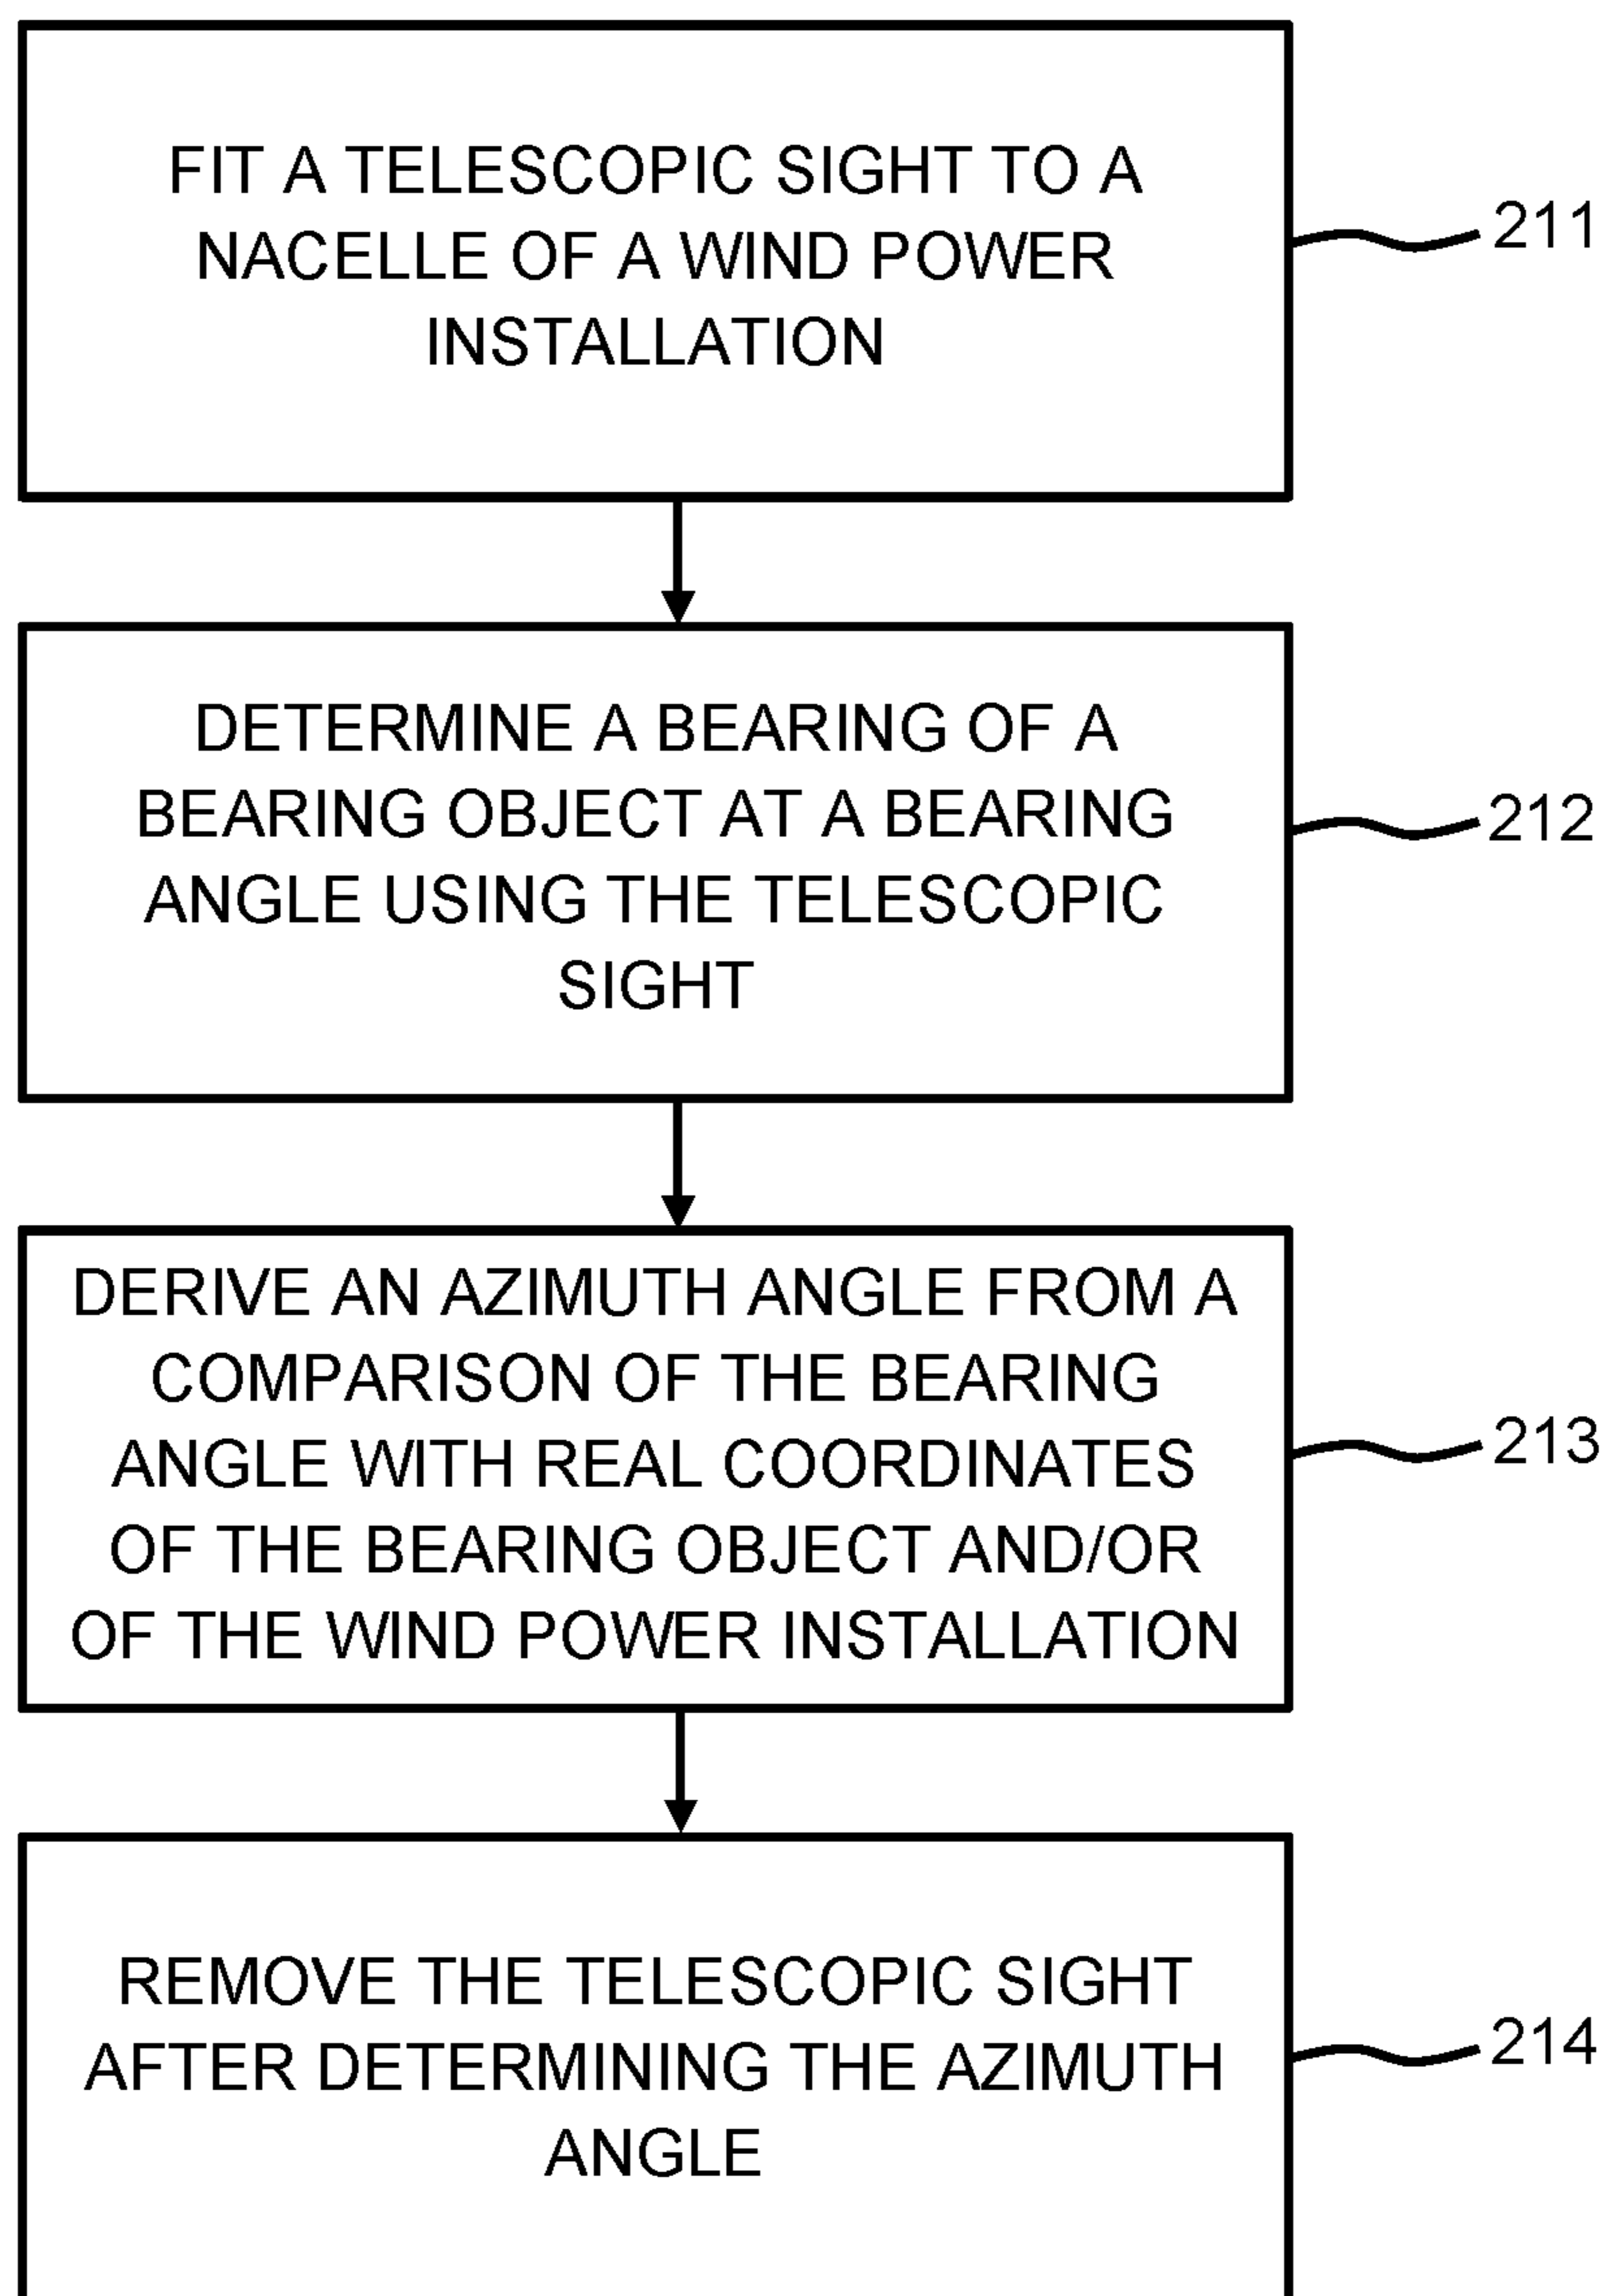 FIT A TELESCOPIC SIGHT TO A
NACELLE OF A WIND POWER
INSTALLATION
211
DETERMINE A BEARING OF A
BEARING OBJECT AT A BEARING
ANGLE USING THE TELESCOPIC
SIGHT
212
DERIVE AN AZIMUTH ANGLE FROM A
COMPARISON OF THE BEARING
ANGLE WITH REAL COORDINATES
OF THE BEARING OBJECT AND/OR
OF THE WIND POWER INSTALLATION
213
REMOVE THE TELESCOPIC SIGHT
AFTER DETERMINING THE AZIMUTH
ANGLE
214